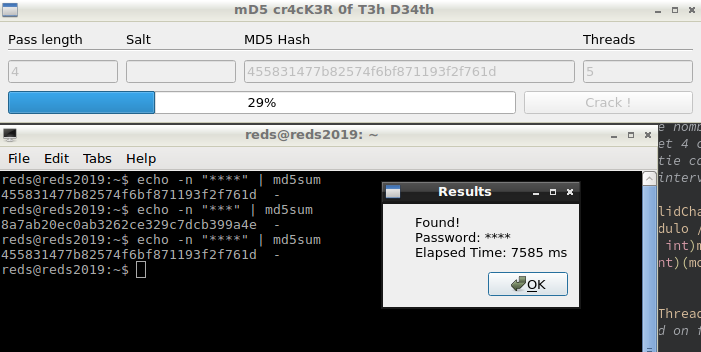 mD5 cr4cK3R 0f T3h D34th
Pass length Salt MD5 Hash Threads
4 455831477b82574f6bf871193f2f761d 5
29% Crack !
reds@reds2019: ~
File Edit Tabs Help
reds@reds2019:~$ echo -n "****" | md5sum
455831477b82574f6bf871193f2f761d -
reds@reds2019:~$ echo -n "***" | md5sum
8a7ab20ec0ab3262ce329c7dcb399a4e -
reds@reds2019:~$ echo -n "****" | md5sum
455831477b82574f6bf871193f2f761d -
reds@reds2019:~$
Results
Found!
Password: ****
Elapsed Time: 7585 ms
OK
e nomb
et 4 c
tie co
interv
lidCha
dulo /
int)m
nt)(mo
Thread
d on f